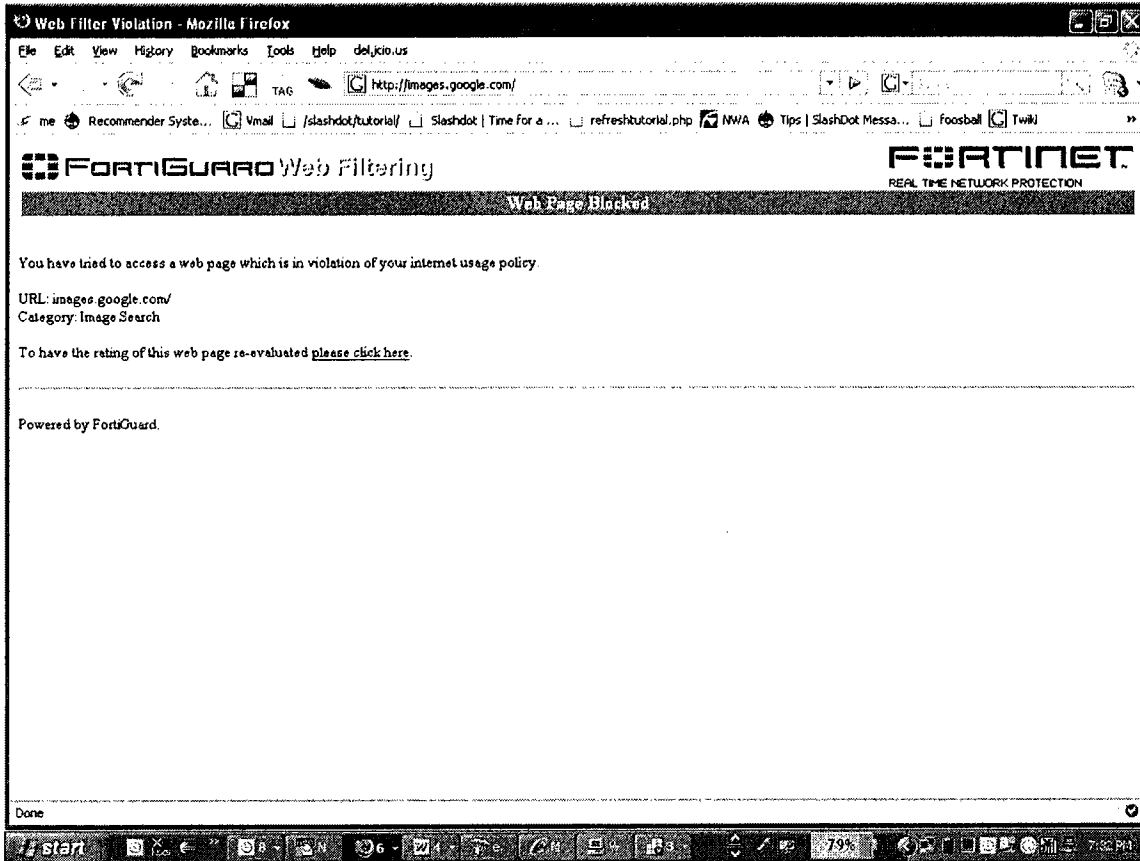 Web Filter Violation - Mozilla Firefox
File Edit View History Bookmarks Tools Help del.icio.us
TAG http://images.google.com/
me Recommender Syste... Vmail /slashdot/tutorial/ Slashdot | Time for a ... refreshtutorial.php NWA Tips | SlashDot Messa... foosball Twiki »
FORTIGUARD Web Filtering
FORTINET
REAL TIME NETWORK PROTECTION
Web Page Blocked
You have tried to access a web page which is in violation of your internet usage policy.
URL: images.google.com/
Category: Image Search
To have the rating of this web page re-evaluated please click here.
Powered by FortiGuard.
Done
start 79% 7:32 PM